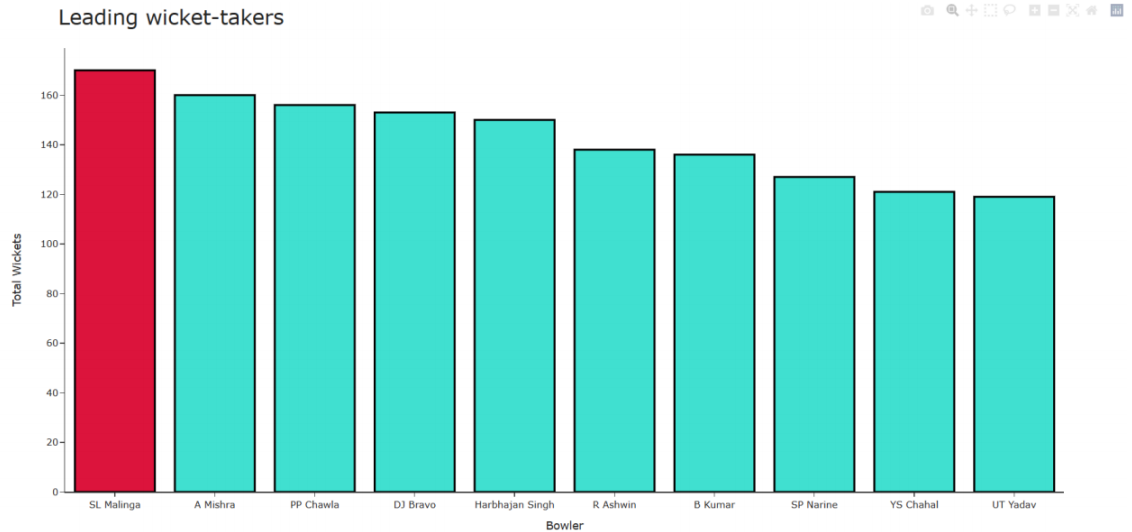 Leading wicket-takers
Total Wickets
160
140
120
100
80
60
40
20
0
SL Malinga A Mishra PP Chawla DJ Bravo Harbhajan Singh R Ashwin B Kumar SP Narine YS Chahal UT Yadav
Bowler